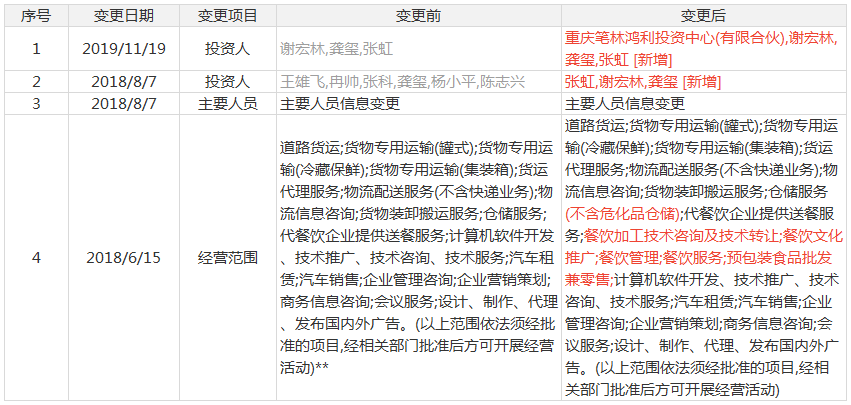 序号 变更日期 变更项目 变更前 变更后
1 2019/11/19 投资人 谢宏林,龚玺,张虹
重庆笔林鸿利投资中心(有限合伙),谢宏林,
龚玺,张虹 [新增]
2 2018/8/7 投资人 王雄飞,冉帅,张科,龚玺,杨小平,陈志兴 张虹,谢宏林,龚玺 [新增]
3 2018/8/7 主要人员 主要人员信息变更 主要人员信息变更
4 2018/6/15 经营范围
道路货运;货物专用运输(罐式);货物专用运
输(冷藏保鲜);货物专用运输(集装箱);货运
代理服务;物流配送服务(不含快递业务);物
流信息咨询;货物装卸搬运服务;仓储服务;
代餐饮企业提供送餐服务;计算机软件开发
、技术推广、技术咨询、技术服务;汽车租
赁;汽车销售;企业管理咨询;企业营销策划;
商务信息咨询;会议服务;设计、制作、代理
、发布国内外广告。(以上范围依法须经批
准的项目,经相关部门批准后方可开展经营
活动)**
道路货运;货物专用运输(罐式);货物专用运
输(冷藏保鲜);货物专用运输(集装箱);货运
代理服务;物流配送服务(不含快递业务);物
流信息咨询;货物装卸搬运服务;仓储服务
(不含危化品仓储);代餐饮企业提供送餐服
务;餐饮加工技术咨询及技术转让;餐饮文化
推广;餐饮管理;餐饮服务;预包装食品批发
兼零售;计算机软件开发、技术推广、技术
咨询、技术服务;汽车租赁;汽车销售;企业
管理咨询;企业营销策划;商务信息咨询;会
议服务;设计、制作、代理、发布国内外广
告。(以上范围依法须经批准的项目,经相
关部门批准后方可开展经营活动)